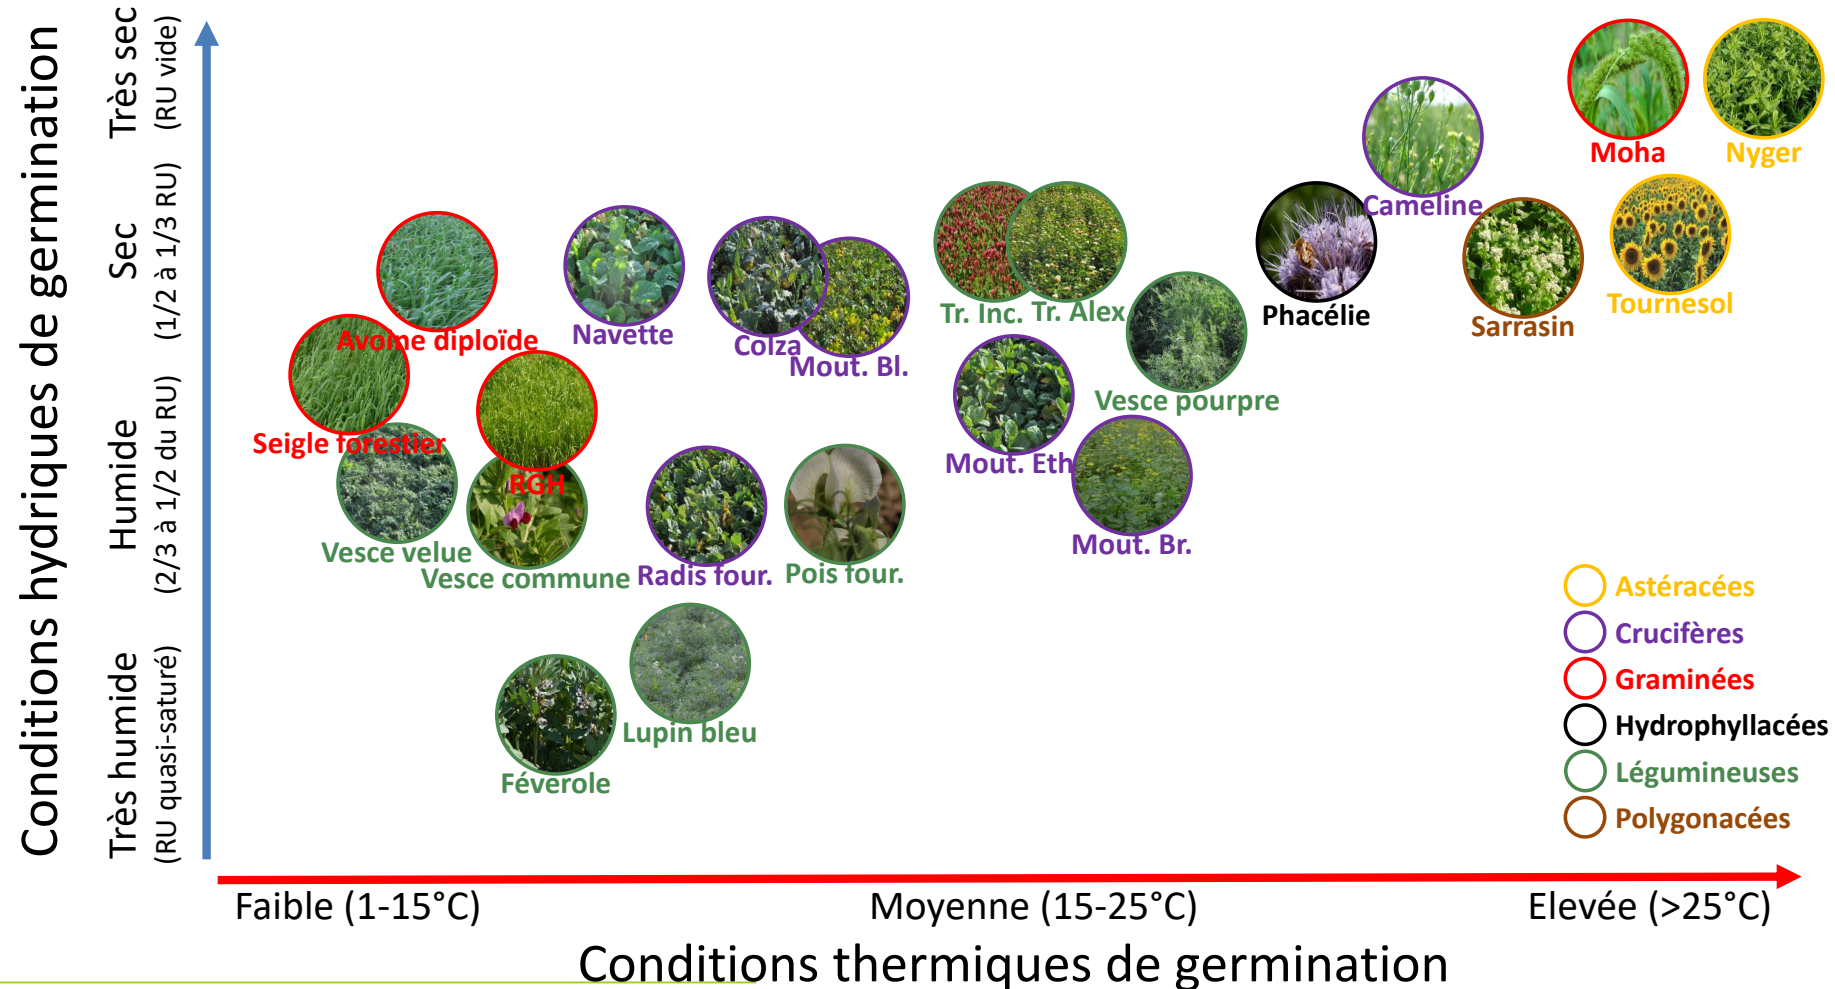 Conditions hydriques de germination
Très sec
(RU vide)
Sec
(1/2 à 1/3 RU)
Humide
(2/3 à 1/2 du RU)
Très humide
(RU quasi-saturé)
Moha
Nyger
Cameline
Avoine diploïde
Navette
Colza
Mout. Bl.
Tr. Inc.
Tr. Alex
Phacélie
Sarrasin
Tournesol
Seigle forestier
RGH
Vesce pourpre
Mout. Eth
Mout. Br.
Vesce velue
Vesce commune
Radis four.
Pois four.
Lupin bleu
Féverole
Astéracées
Crucifères
Graminées
Hydrophyllacées
Légumineuses
Polygonacées
Faible (1-15°C)
Moyenne (15-25°C)
Elevée (>25°C)
Conditions thermiques de germination